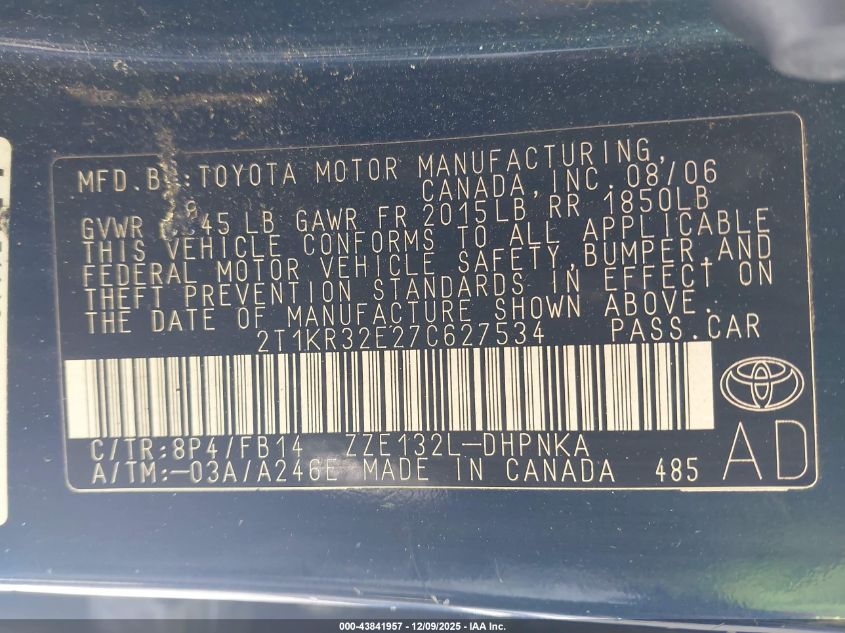 MFD.B :TOYOTA MOTOR MANUFACTURING,
CANADA,INC. 08/06
GVWR 45 LB GAWR FR 2015LB RR 1850LB
THIS VEHICLE CONFORMS TO ALL APPLICABLE
FEDERAL MOTOR VEHICLE SAFETY,BUMPER,AND
THEFT PREVENTION STANDARDS IN EFFECT ON
THE DATE OF MANUFACTURE SHOWN ABOVE.
2T1KR32E27C627534 PASS.CAR
C/TR:8P4/FB14 ZZE132L-DHPNKA
A/TM:-03A/A246E MADE IN CANADA 485
AD
000-43841957 - 12/09/2025 - IAA Inc.